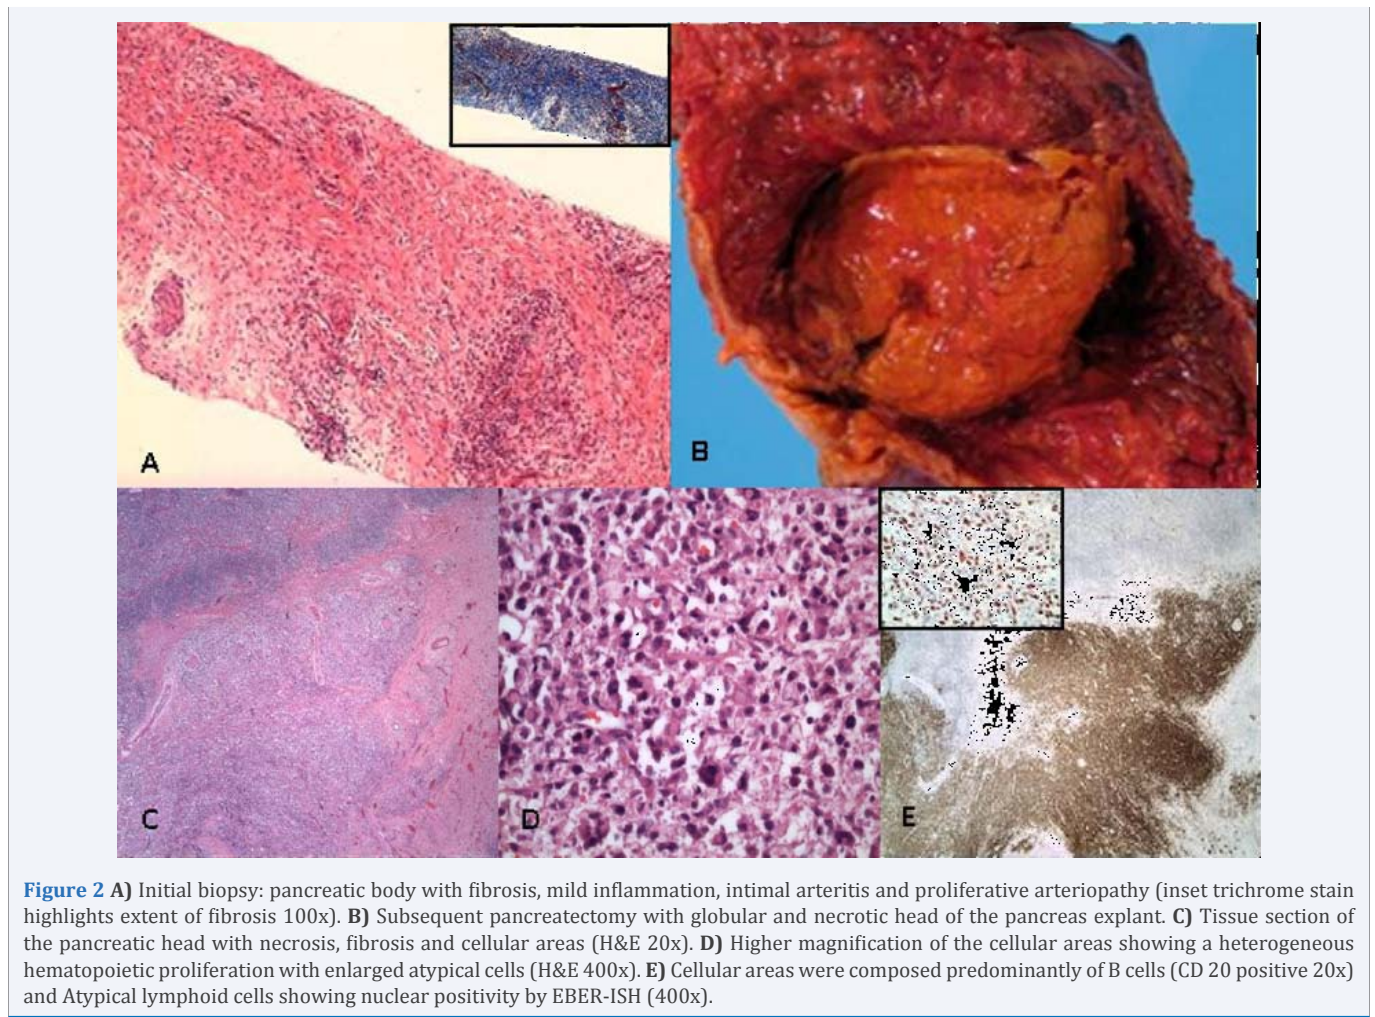 A
B
C
D
E
Figure 2 A) Initial biopsy: pancreatic body with fibrosis, mild inflammation, intimal arteritis and proliferative arteriopathy (inset trichrome stain
highlights extent of fibrosis 100x). B) Subsequent pancreatectomy with globular and necrotic head of the pancreas explant. C) Tissue section of
the pancreatic head with necrosis, fibrosis and cellular areas (H&E 20x). D) Higher magnification of the cellular areas showing a heterogeneous
hematopoietic proliferation with enlarged atypical cells (H&E 400x). E) Cellular areas were composed predominantly of B cells (CD 20 positive 20x)
and Atypical lymphoid cells showing nuclear positivity by EBER-ISH (400x).